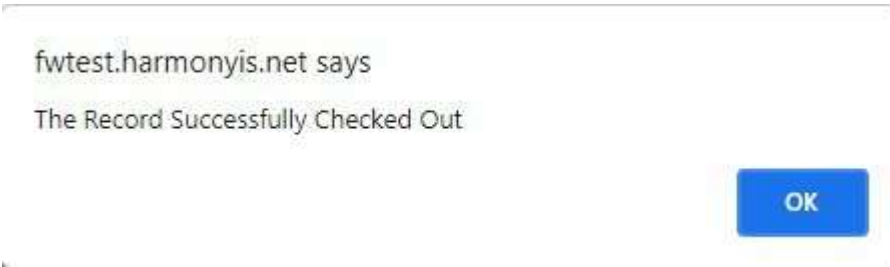 fwtest.harmonyis.net says
The Record Successfully Checked Out
OK